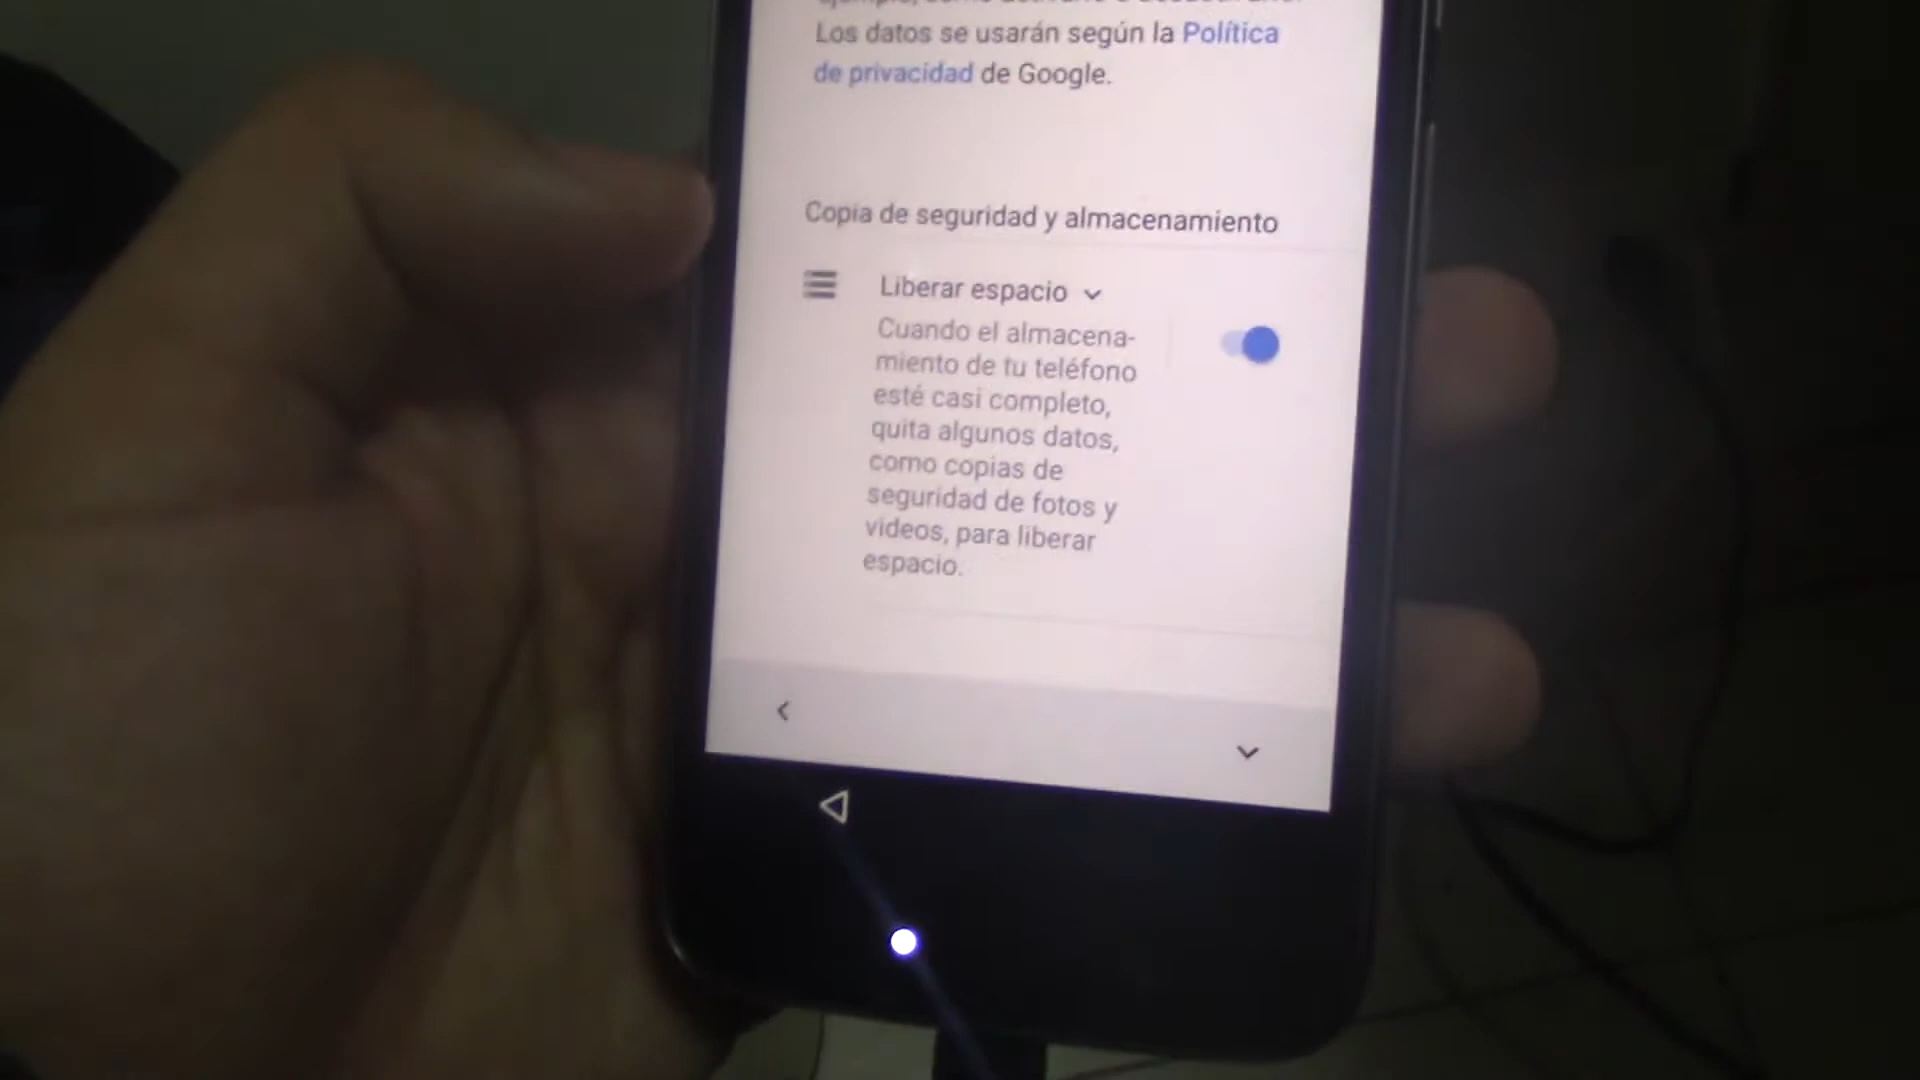 Los datos se usarán según la Política
de privacidad de Google.
Copia de seguridad y almacenamiento
Liberar espacio
Cuando el almacena-
miento de tu teléfono
esté casi completo,
quita algunos datos,
como copias de
seguridad de fotos y
videos, para liberar
espacio.